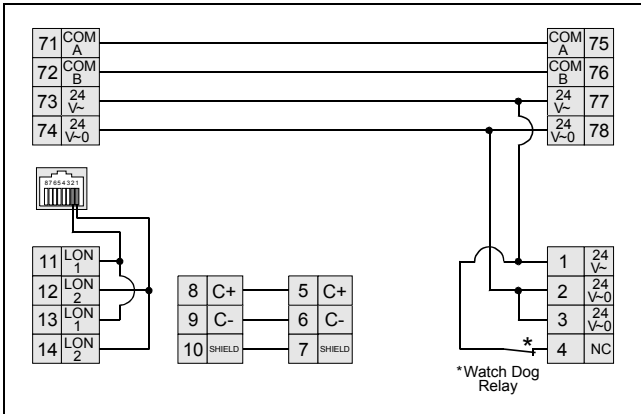 71 COM A
COM A 75
72 COM B
COM B 76
73 24 V~
24 V~ 77
74 24 V~0
24 V~0 78
87654321
11 LON 1
12 LON 2
13 LON 1
14 LON 2
8 C+
5 C+
9 C-
6 C-
10 SHIELD
7 SHIELD
1 24 V~
2 24 V~0
3 24 V~0
* 4 NC
*Watch Dog
Relay